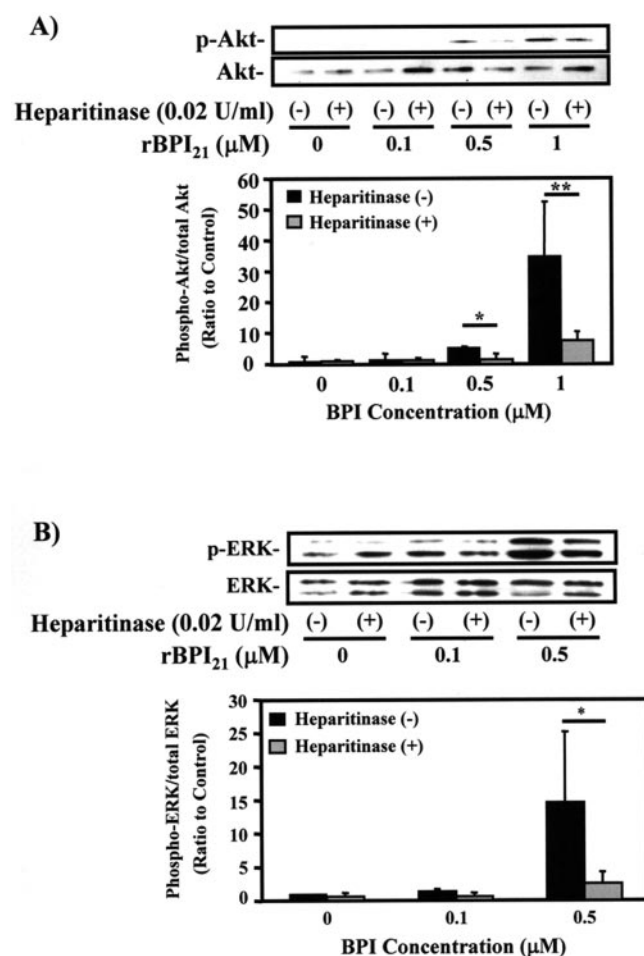 A)
p-Akt-
Akt-
Heparitinase (0.02 U/ml) (-) (+) (-) (+) (-) (+) (-) (+)
rBPI21 (μM) 0 0.1 0.5 1
Phospho-Akt/total Akt
(Ratio to Control)
60
50
40
30
20
10
0
Heparitinase (-)
Heparitinase (+)
*
**
0 0.1 0.5 1
BPI Concentration (μM)
B)
p-ERK-
ERK-
Heparitinase (0.02 U/ml) (-) (+) (-) (+) (-) (+)
rBPI21 (μM) 0 0.1 0.5
Phospho-ERK/total ERK
(Ratio to Control)
30
25
20
15
10
5
0
Heparitinase (-)
Heparitinase (+)
*
0 0.1 0.5
BPI Concentration (μM)